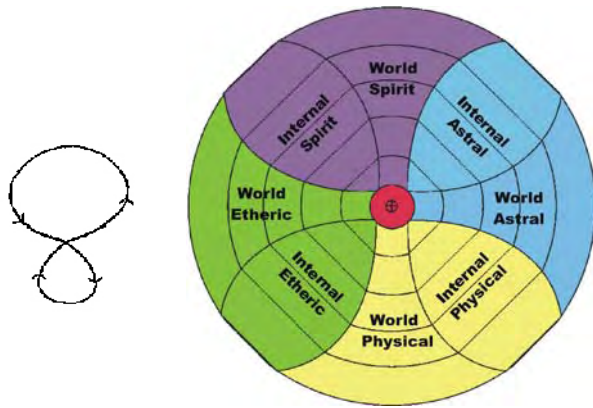 World
Spirit
Internal
Spirit
Internal
Astral
World
Etheric
World
Astral
Internal
Etheric
Internal
Physical
World
Physical